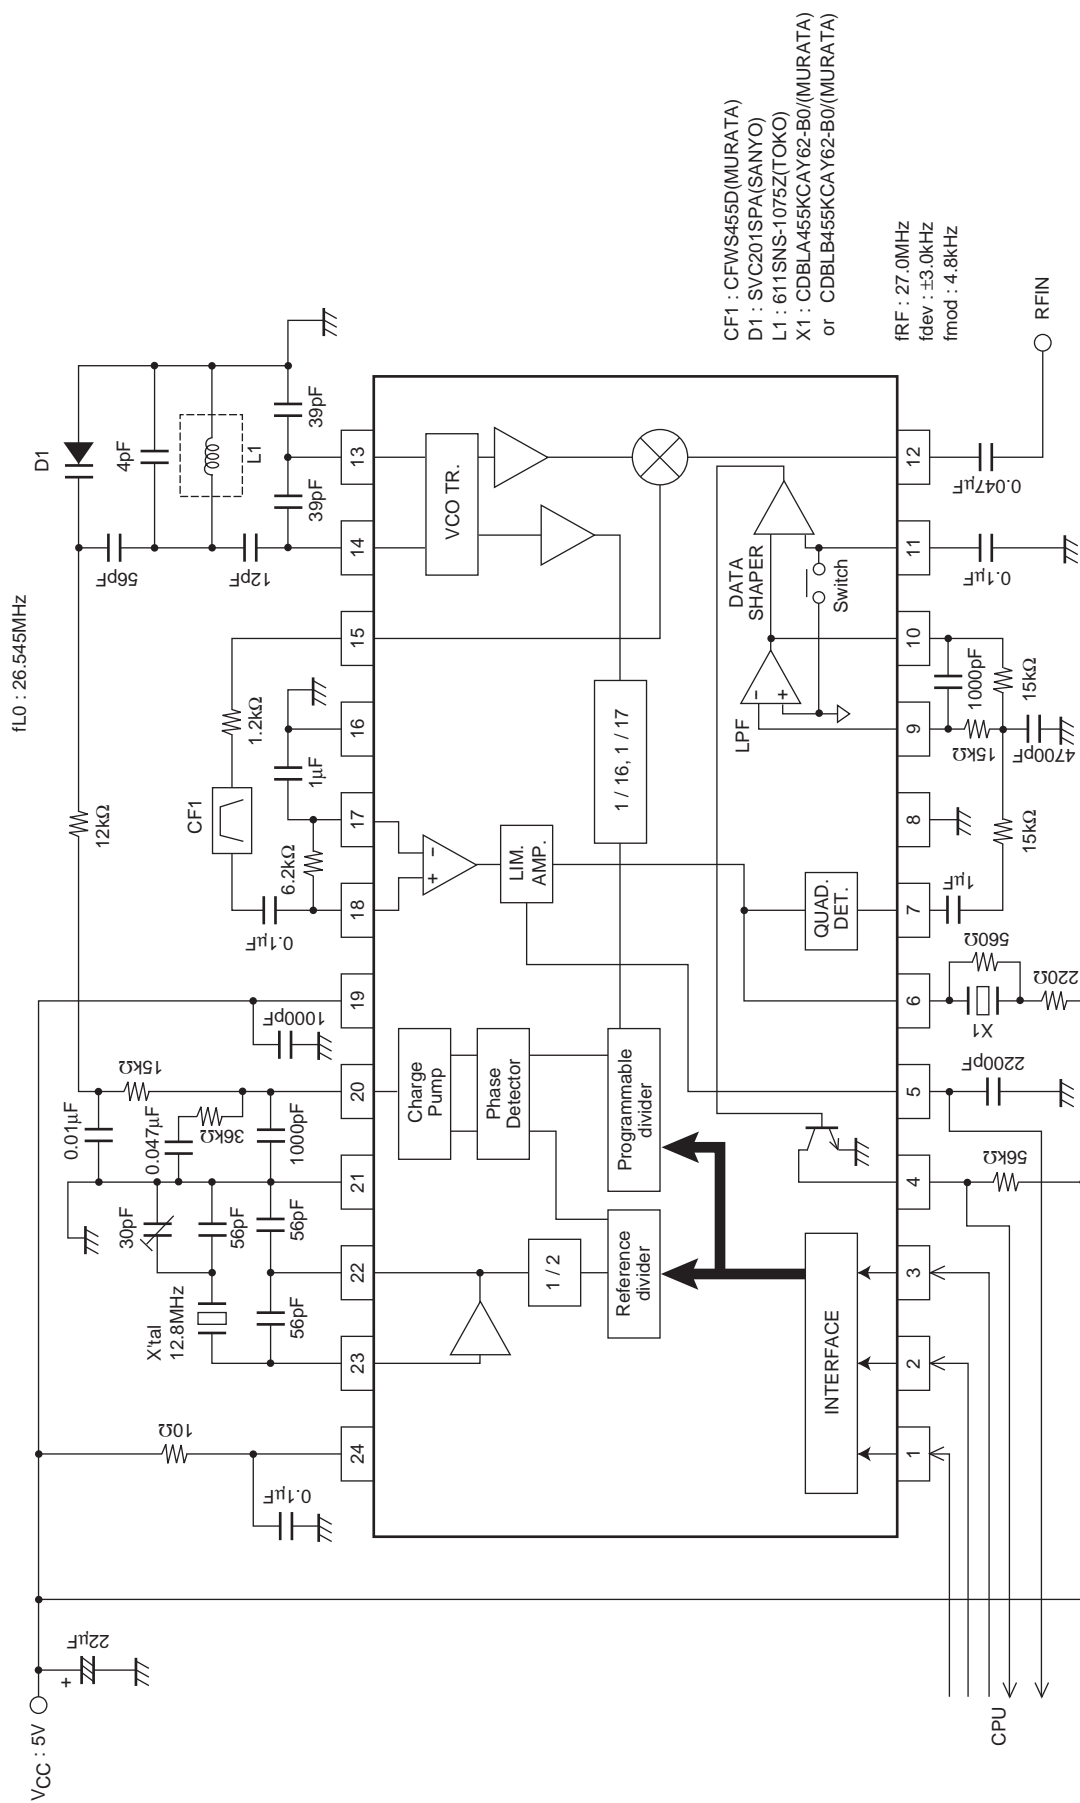 fL0 : 26.545MHz
VCC : 5V
22µF
+
10Ω
0.1µF
X'tal
12.8MHz
30pF
56pF
56pF
56pF
0.01µF
0.047µF
15kΩ
36kΩ
1000pF
1000pF
12kΩ
0.1µF
CF1
6.2kΩ
1µF
1.2kΩ
56pF
12pF
D1
4pF
L1
39pF
39pF
24
23
22
21
20
19
18
17
16
15
14
13
1 / 2
Reference
divider
Charge
Pump
Phase
Detector
Programmable
divider
+
-
LIM.
AMP.
1 / 16, 1 / 17
VCO TR.
INTERFACE
QUAD.
DET.
LPF
-
+
DATA
SHAPER
Switch
1
2
3
4
5
6
7
8
9
10
11
12
CPU
56kΩ
2200pF
X1
560Ω
220Ω
1µF
15kΩ
15kΩ
4700pF
1000pF
15kΩ
0.1µF
0.047µF
RFIN
CF1 : CFWS455D(MURATA)
D1 : SVC201SPA(SANYO)
L1 : 611SNS-1075Z(TOKO)
X1 : CDBLA455KCAY62-B0/(MURATA)
or CDBLB455KCAY62-B0/(MURATA)
fRF : 27.0MHz
fdev : ±3.0kHz
fmod : 4.8kHz